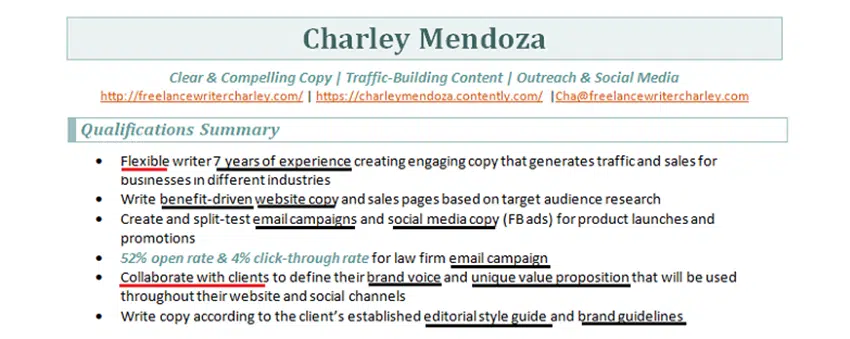 Charley Mendoza
Clear & Compelling Copy | Traffic-Building Content | Outreach & Social Media
http://freelancewritercharley.com/ | https://charleymendoza.contently.com/ |Cha@freelancewritercharley.com
Qualifications Summary
• Flexible writer 7 years of experience creating engaging copy that generates traffic and sales for
businesses in different industries
• Write benefit-driven website copy and sales pages based on target audience research
• Create and split-test email campaigns and social media copy (FB ads) for product launches and
promotions
• 52% open rate & 4% click-through rate for law firm email campaign
• Collaborate with clients to define their brand voice and unique value proposition that will be used
throughout their website and social channels
• Write copy according to the client's established editorial style guide and brand guidelines